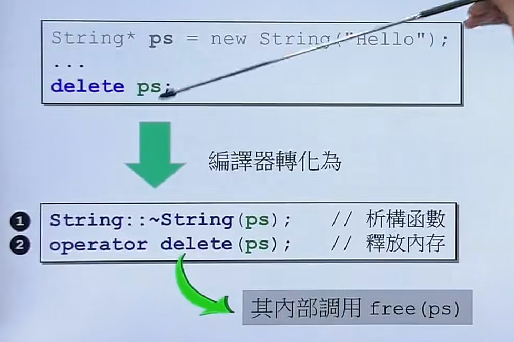 String* ps = new String("Hello");
...
delete ps;
編譯器轉化為
❶ String::~String(ps); // 析構函數
❷ operator delete(ps); // 釋放內存
其內部調用 free(ps)